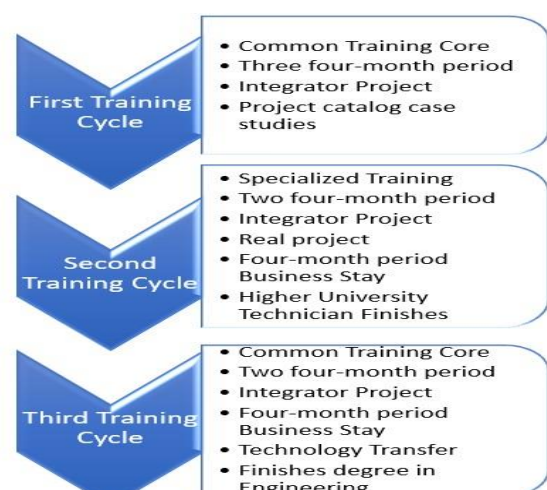 First Training
Cycle
• Common Training Core
• Three four-month period
• Integrator Project
• Project catalog case
studies
Second
Training Cycle
• Specialized Training
• Two four-month period
• Integrator Project
• Real project
• Four-month period
Business Stay
• Higher University
Technician Finishes
Third Training
Cycle
• Common Training Core
• Two four-month period
• Integrator Project
• Four-month period
Business Stay
• Technology Transfer
• Finishes degree in
Engineering